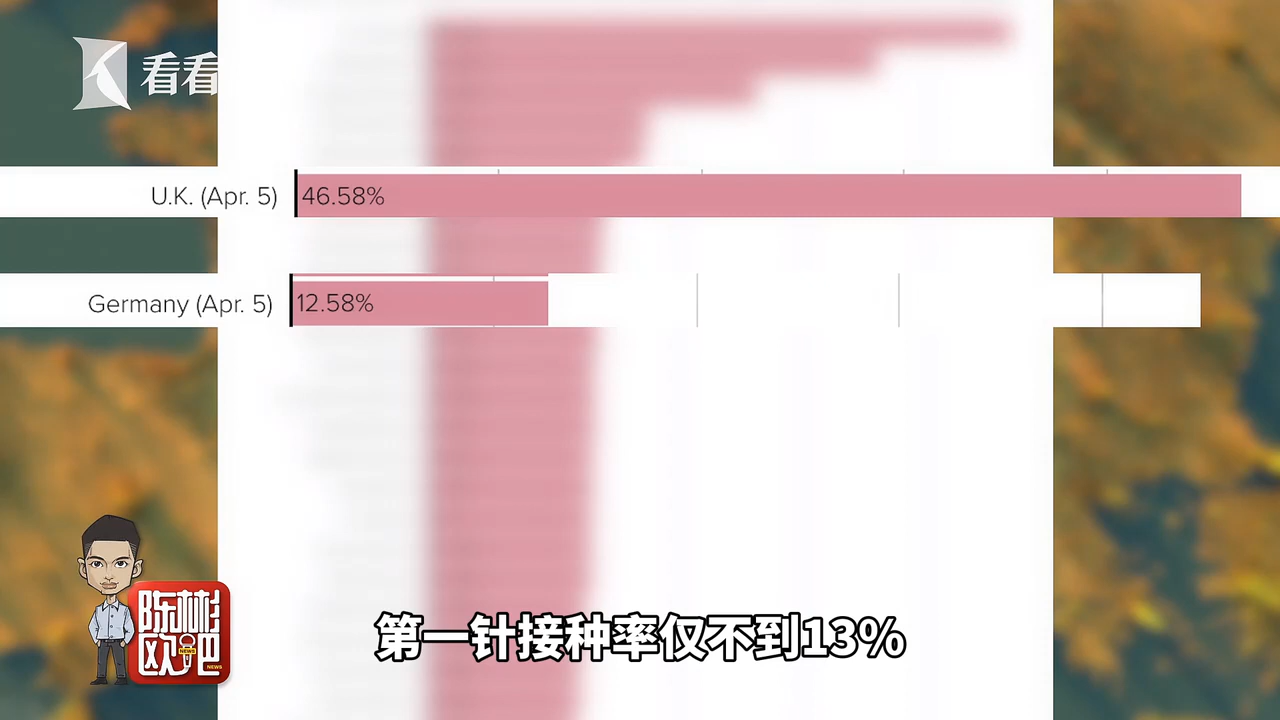 看看
U.K. (Apr. 5) 46.58%
Germany (Apr. 5) 12.58%
陈彬
欧吧
NEWS
NEWS
第一针接种率仅不到13%